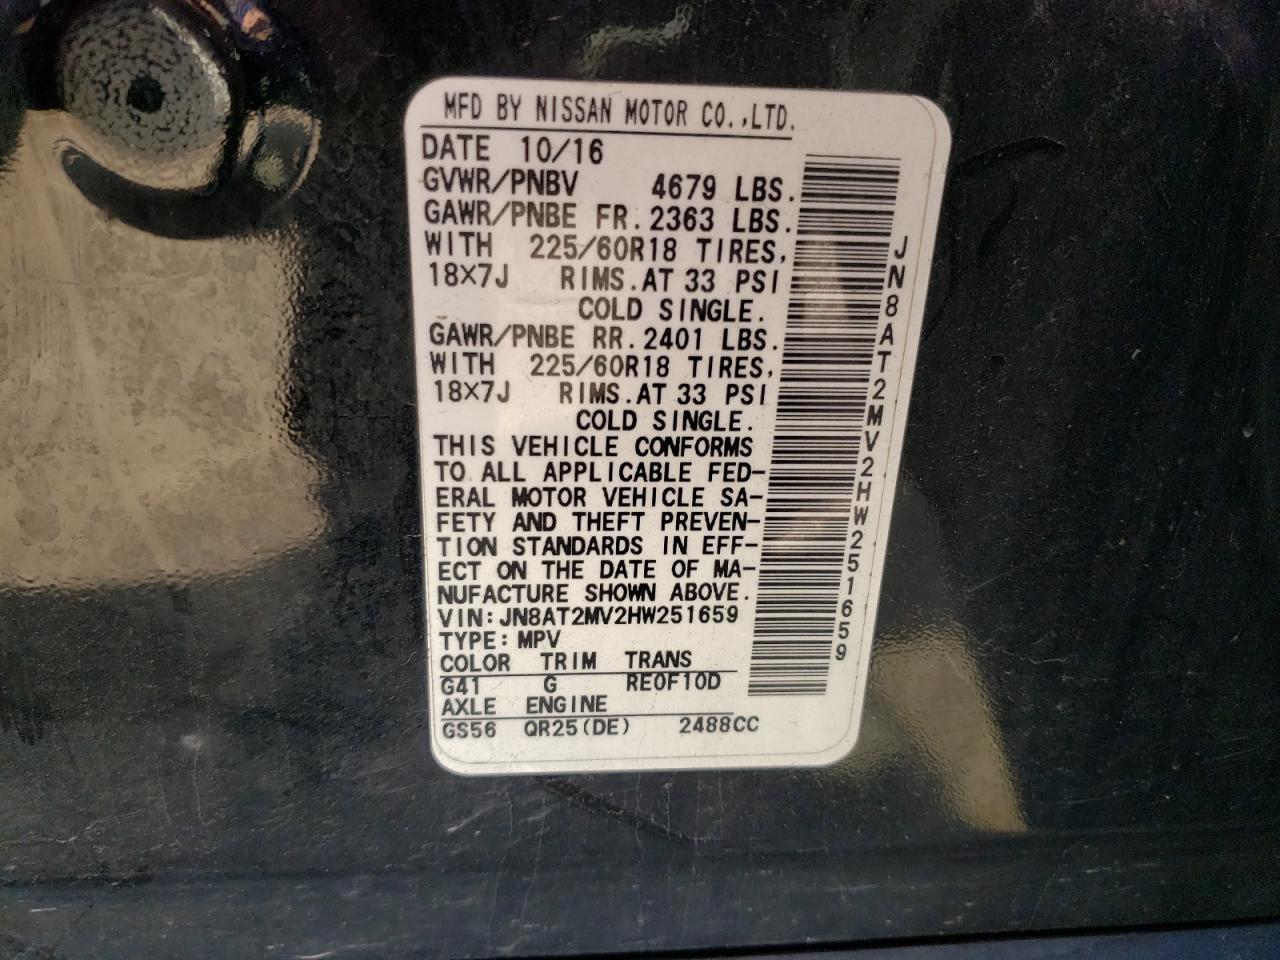 MFD BY NISSAN MOTOR CO.,LTD.
DATE 10/16
GVWR/PNBV 4679 LBS.
GAWR/PNBE FR. 2363 LBS.
WITH 225/60R18 TIRES,
18X7J RIMS.AT 33 PSI
COLD SINGLE.
GAWR/PNBE RR. 2401 LBS.
WITH 225/60R18 TIRES,
18X7J RIMS.AT 33 PSI
COLD SINGLE.
THIS VEHICLE CONFORMS
TO ALL APPLICABLE FED-
ERAL MOTOR VEHICLE SA-
FETY AND THEFT PREVEN-
TION STANDARDS IN EFF-
ECT ON THE DATE OF MA-
NUFACTURE SHOWN ABOVE.
VIN:JN8AT2MV2HW251659
TYPE:MPV
COLOR TRIM TRANS
G41 G RE0F10D
AXLE ENGINE
GS56 QR25(DE) 2488CC
JN8AT2MV2HW251659